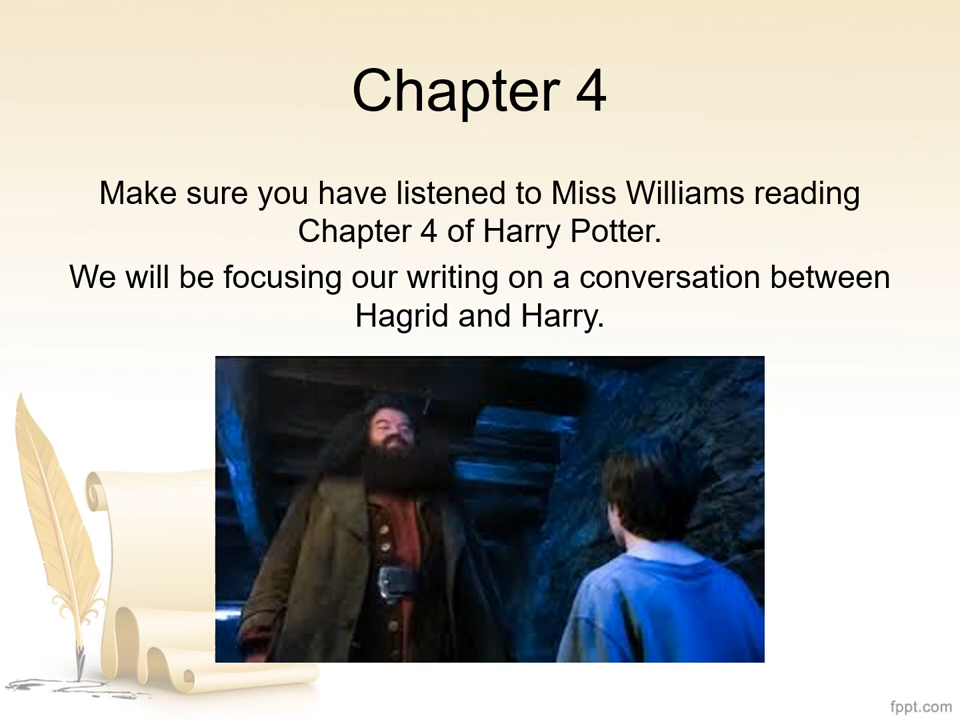 Chapter 4
Make sure you have listened to Miss Williams reading
Chapter 4 of Harry Potter.
We will be focusing our writing on a conversation between
Hagrid and Harry.
fppt.com